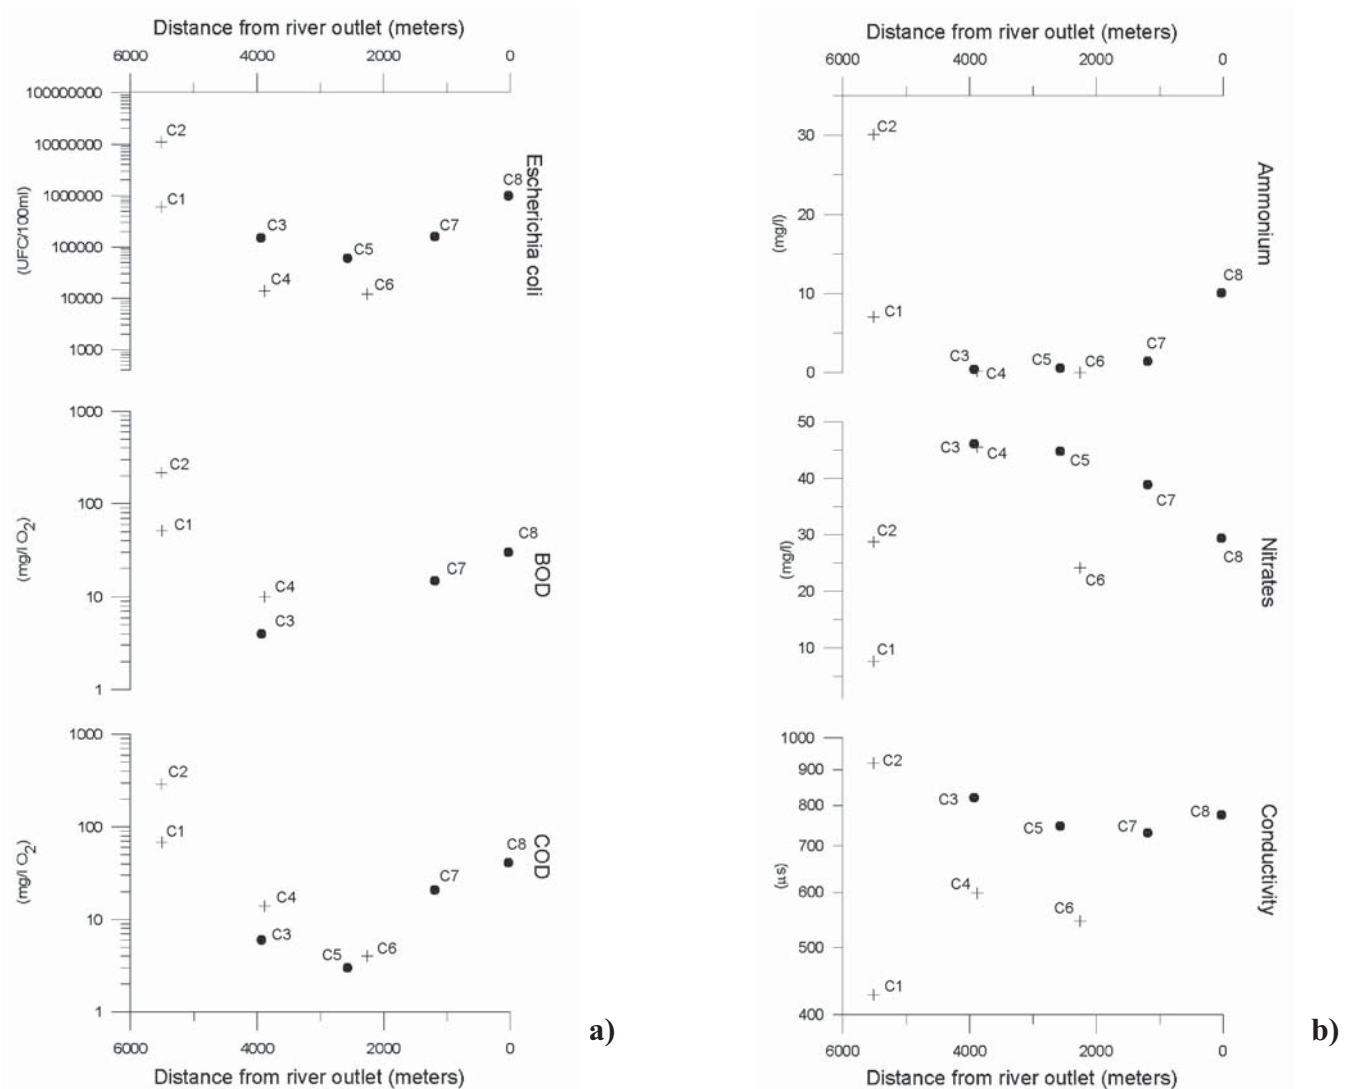 Distance from river outlet (meters)
6000 4000 2000 0
100000000
10000000
1000000
100000
10000
1000
(UFC/100ml)
C2
C1
C3
C4
C5
C6
C7
C8
Escherichia coli
1000
100
10
1
(mg/l O2)
C2
C1
C4
C3
C7
C8
BOD
1000
100
10
1
(mg/l O2)
C2
C1
C4
C3
C5
C6
C7
C8
COD
6000 4000 2000 0
Distance from river outlet (meters)
a)
Distance from river outlet (meters)
6000 4000 2000 0
30
20
10
0
(mg/l)
C2
C1
C3
C4
C5
C6
C7
C8
Ammonium
50
40
30
20
10
(mg/l)
C3
C4
C5
C7
C2
C6
C8
C1
Nitrates
1000
900
800
700
600
500
400
(µs)
C2
C3
C5
C7
C8
C4
C6
C1
Conductivity
6000 4000 2000 0
Distance from river outlet (meters)
b)